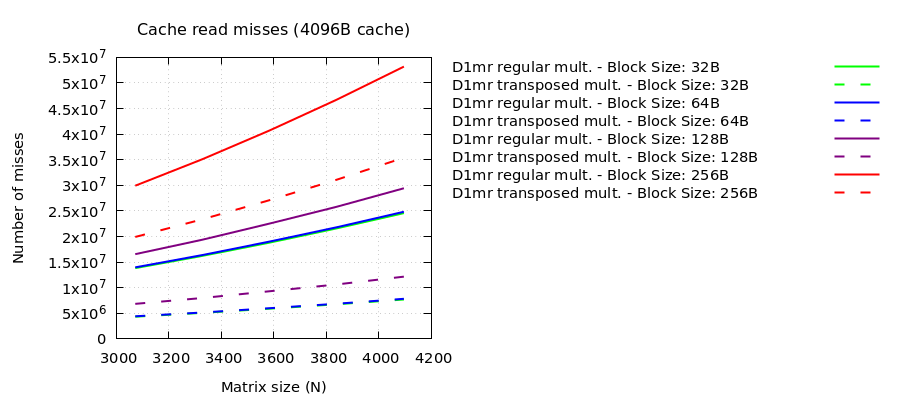 Cache read misses (4096B cache)
5.5x10^7
5x10^7
4.5x10^7
4x10^7
3.5x10^7
3x10^7
2.5x10^7
2x10^7
1.5x10^7
1x10^7
5x10^6
0
Number of misses
3000 3200 3400 3600 3800 4000 4200
Matrix size (N)
D1mr regular mult. - Block Size: 32B
D1mr transposed mult. - Block Size: 32B
D1mr regular mult. - Block Size: 64B
D1mr transposed mult. - Block Size: 64B
D1mr regular mult. - Block Size: 128B
D1mr transposed mult. - Block Size: 128B
D1mr regular mult. - Block Size: 256B
D1mr transposed mult. - Block Size: 256B